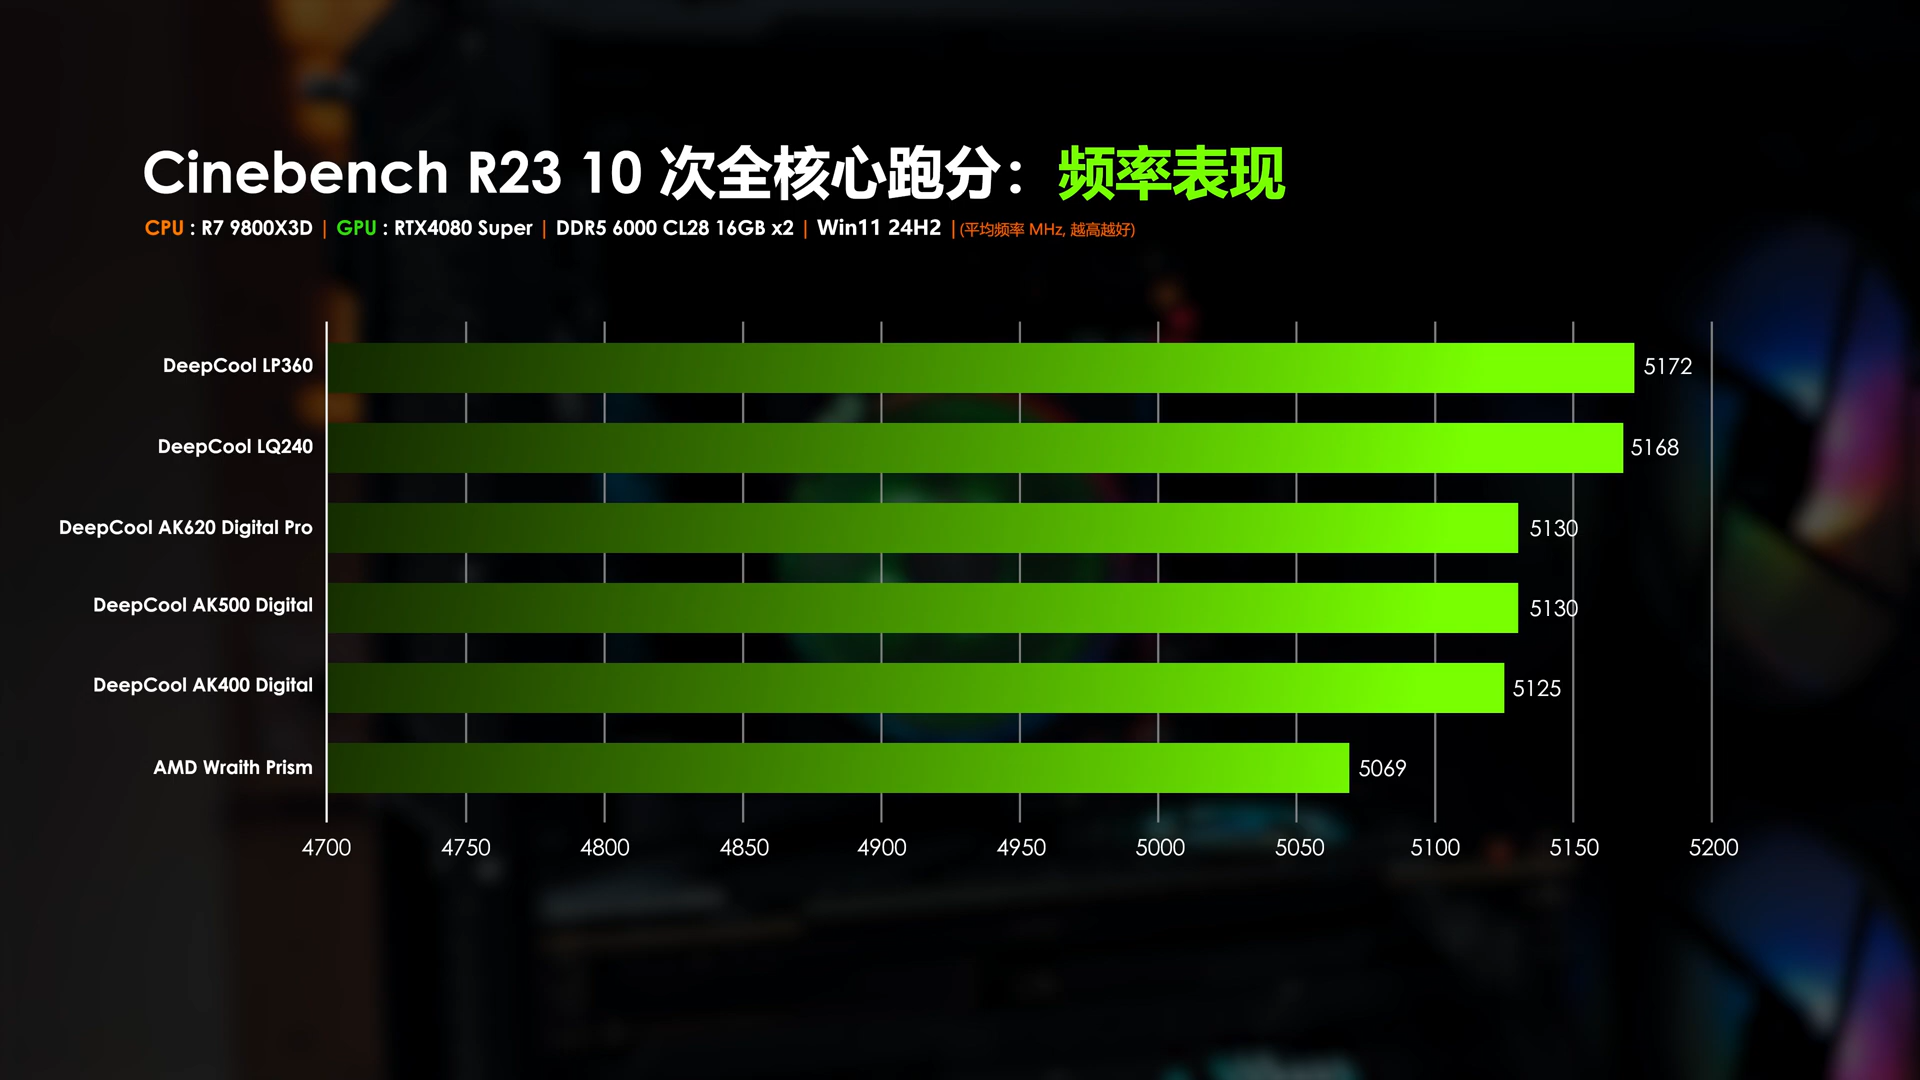 Cinebench R23 10 次全核心跑分：频率表现
CPU : R7 9800X3D | GPU : RTX4080 Super | DDR5 6000 CL28 16GB x2 | Win11 24H2 | (平均频率 MHz, 越高越好)
DeepCool LP360 5172
DeepCool LQ240 5168
DeepCool AK620 Digital Pro 5130
DeepCool AK500 Digital 5130
DeepCool AK400 Digital 5125
AMD Wraith Prism 5069
4700 4750 4800 4850 4900 4950 5000 5050 5100 5150 5200